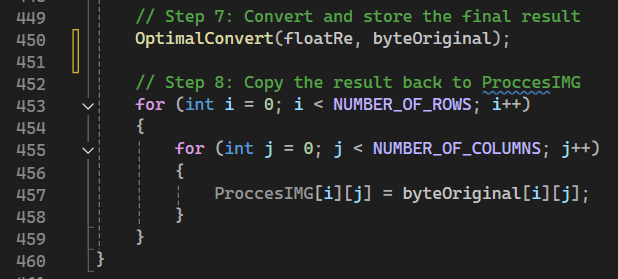 449 // Step 7: Convert and store the final result
450 OptimalConvert(floatRe, byteOriginal);
451
452 // Step 8: Copy the result back to ProccesIMG
453 for (int i = 0; i < NUMBER_OF_ROWS; i++)
454 {
455 for (int j = 0; j < NUMBER_OF_COLUMNS; j++)
456 {
457 ProccesIMG[i][j] = byteOriginal[i][j];
458 }
459 }
460 }